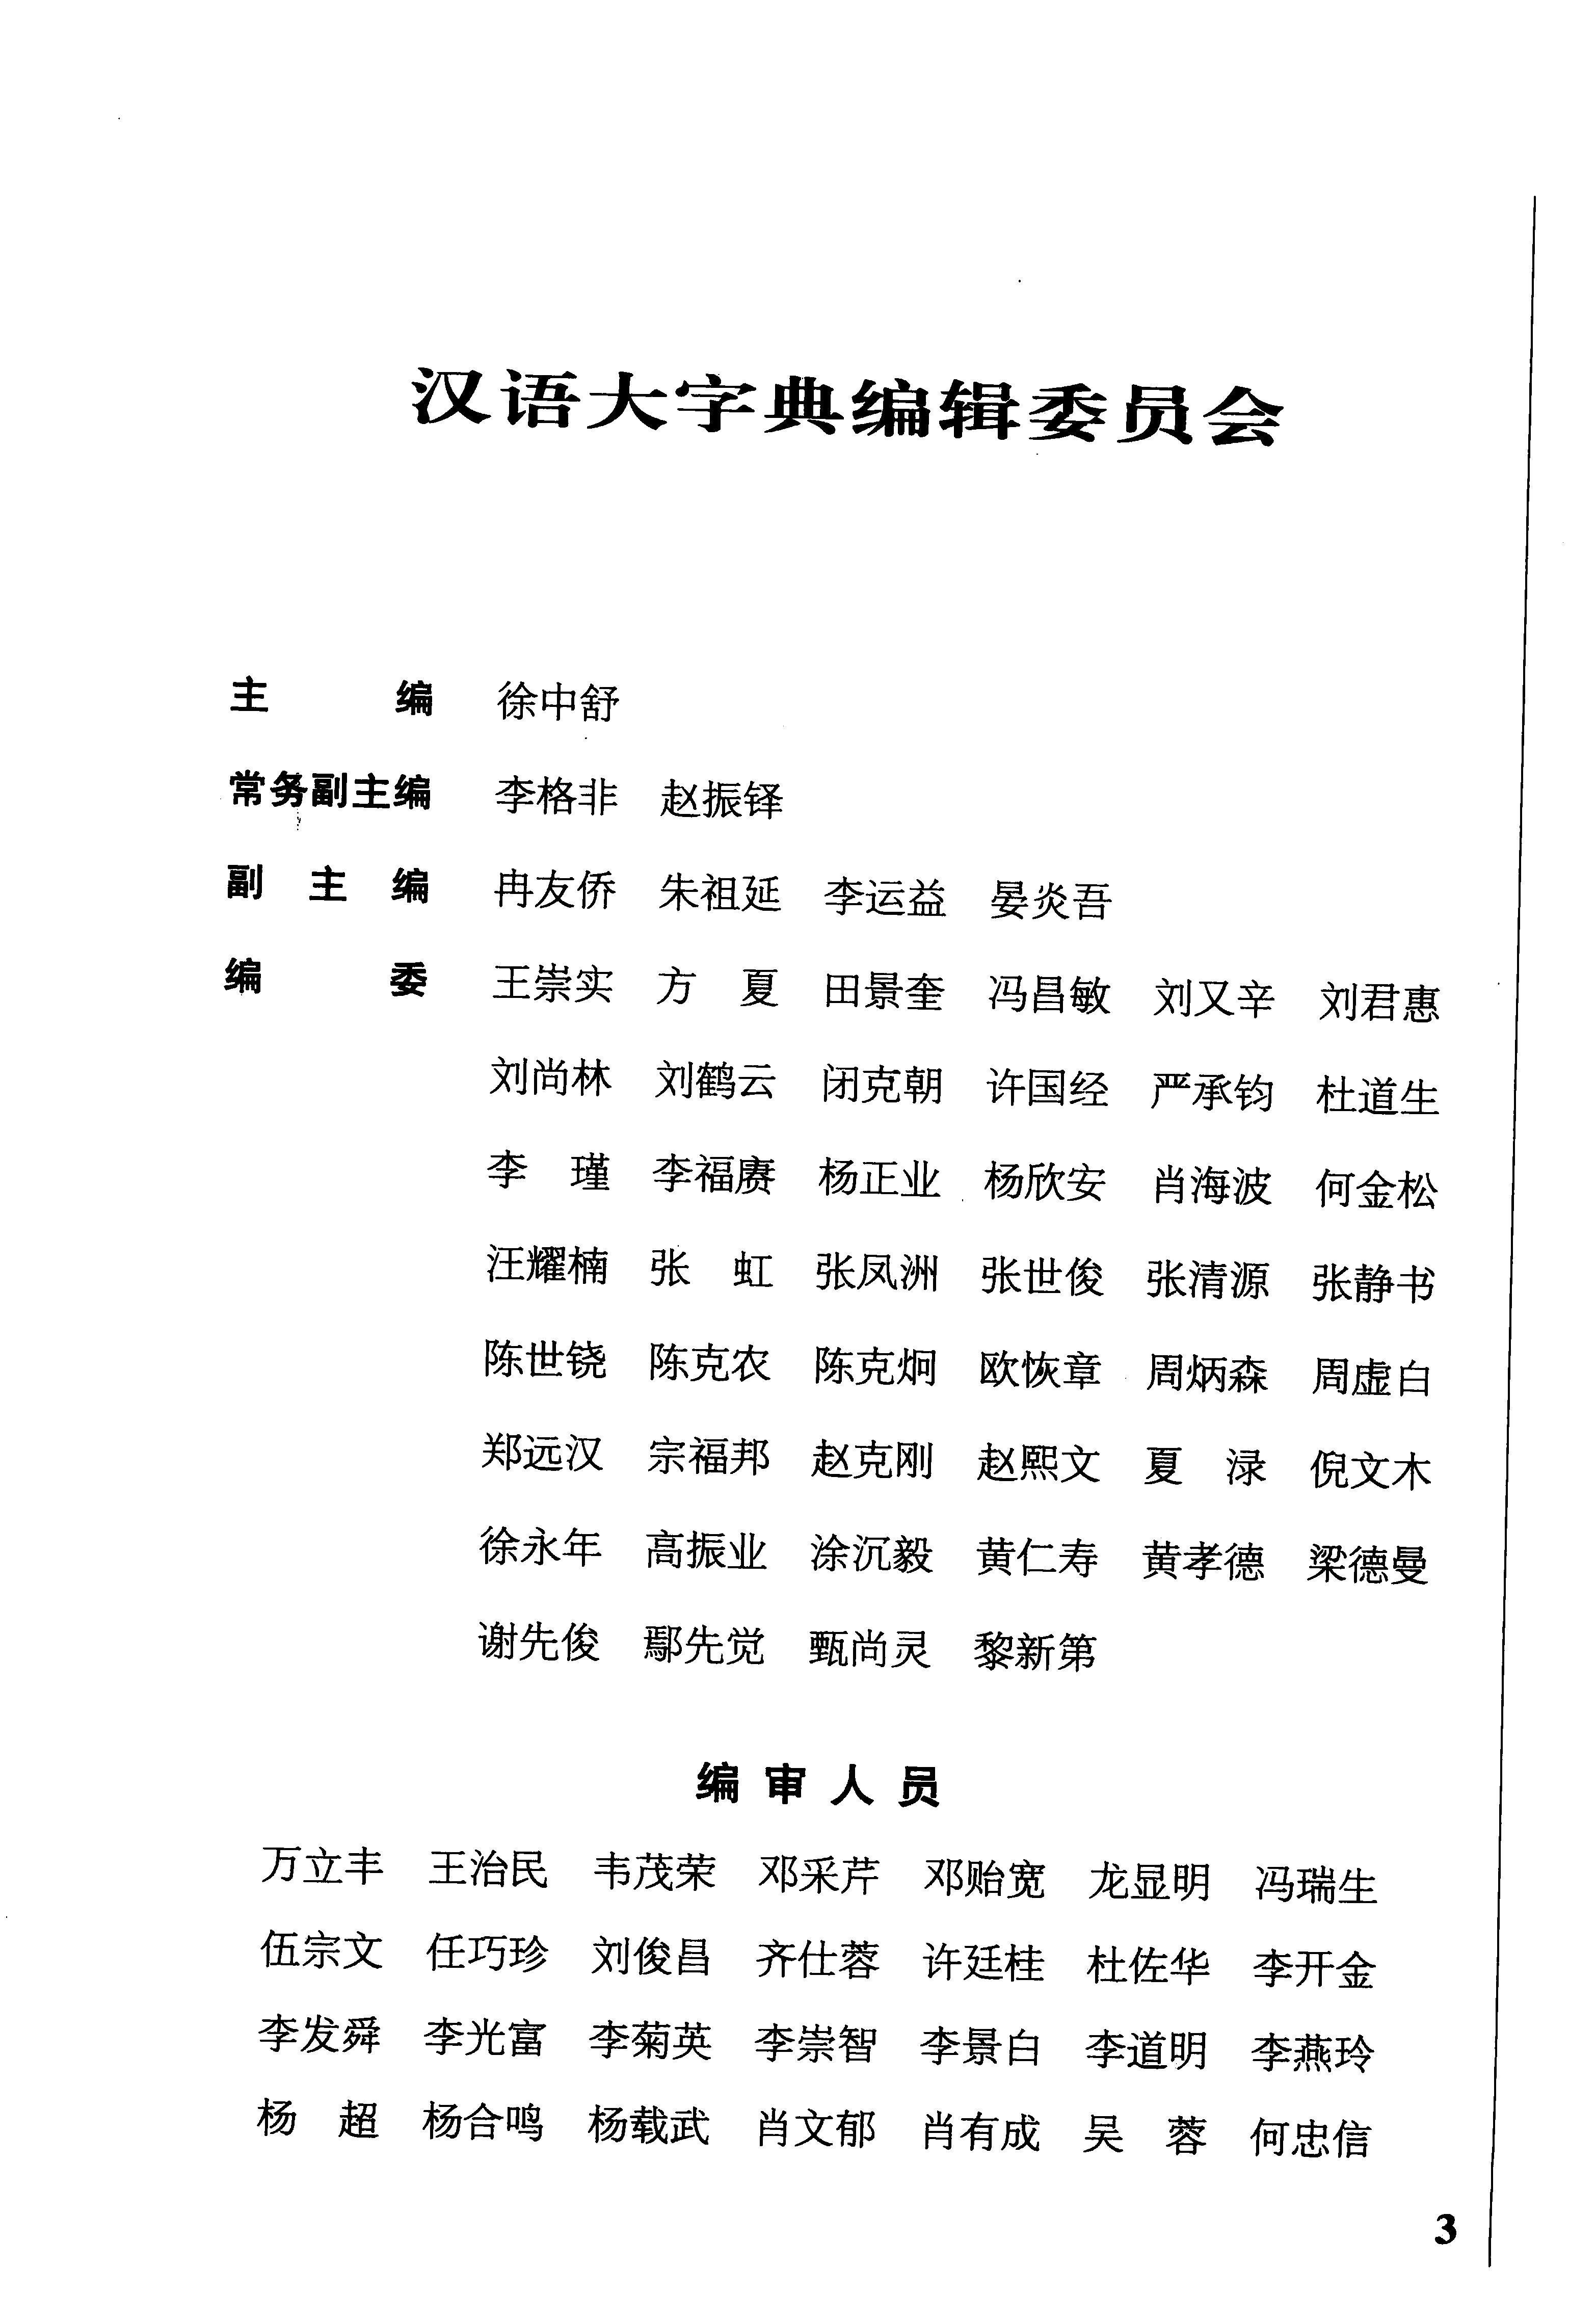 汉语大字典编辑委员会
主　　编　徐中舒
常务副主编　李格非　赵振铎
副　主　编　冉友侨　朱祖延　李运益　晏炎吾
编　　委　王崇实　方　夏　田景奎　冯昌敏　刘又辛　刘君惠
刘尚林　刘鹤云　闭克朝　许国经　严承钧　杜道生
李　瑾　李福赓　杨正业　杨欣安　肖海波　何金松
汪耀楠　张　虹　张凤洲　张世俊　张清源　张静书
陈世铙　陈克农　陈克炯　欧恢章　周炳森　周虚白
郑远汉　宗福邦　赵克刚　赵熙文　夏　渌　倪文木
徐永年　高振业　涂沉毅　黄仁寿　黄孝德　梁德曼
谢先俊　鄢先觉　甄尚灵　黎新第
编审人员
万立丰　王治民　韦茂荣　邓采芹　邓贻宽　龙显明　冯瑞生
伍宗文　任巧珍　刘俊昌　齐仕蓉　许廷桂　杜佐华　李开金
李发舜　李光富　李菊英　李崇智　李景白　李道明　李燕玲
杨　超　杨合鸣　杨载武　肖文郁　肖有成　吴　蓉　何忠信
3